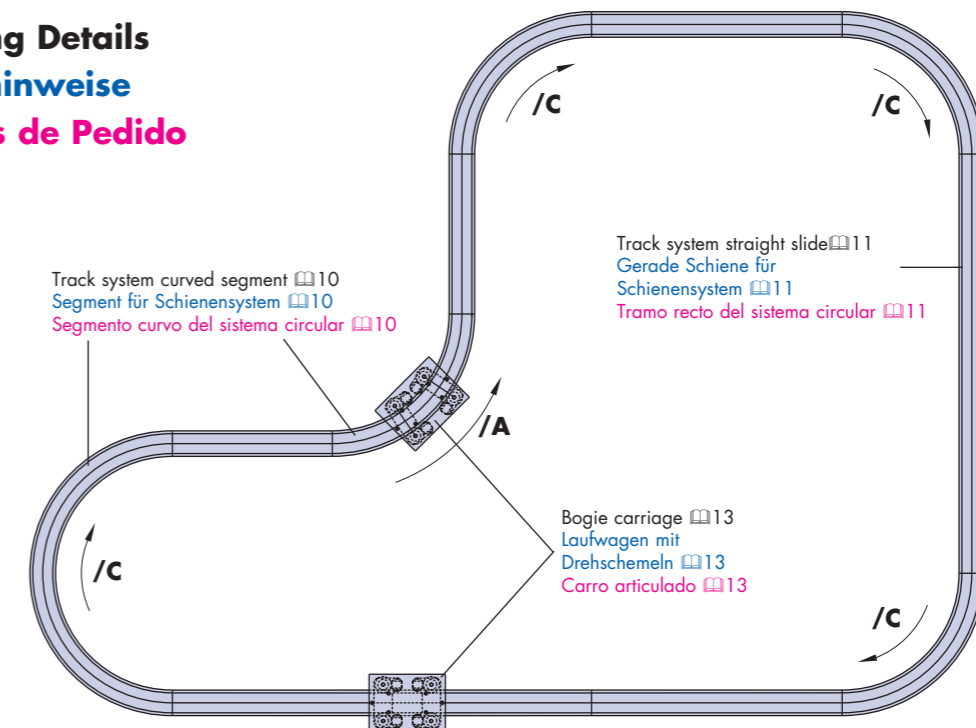 ng Details
inweise
s de Pedido
/C
/C
Track system straight slide 11
Gerade Schiene für
Schienensystem 11
Tramo recto del sistema circular 11
Track system curved segment 10
Segment für Schienensystem 10
Segmento curvo del sistema circular 10
/A
Bogie carriage 13
Laufwagen mit
Drehschemeln 13
Carro articulado 13
/C
/C